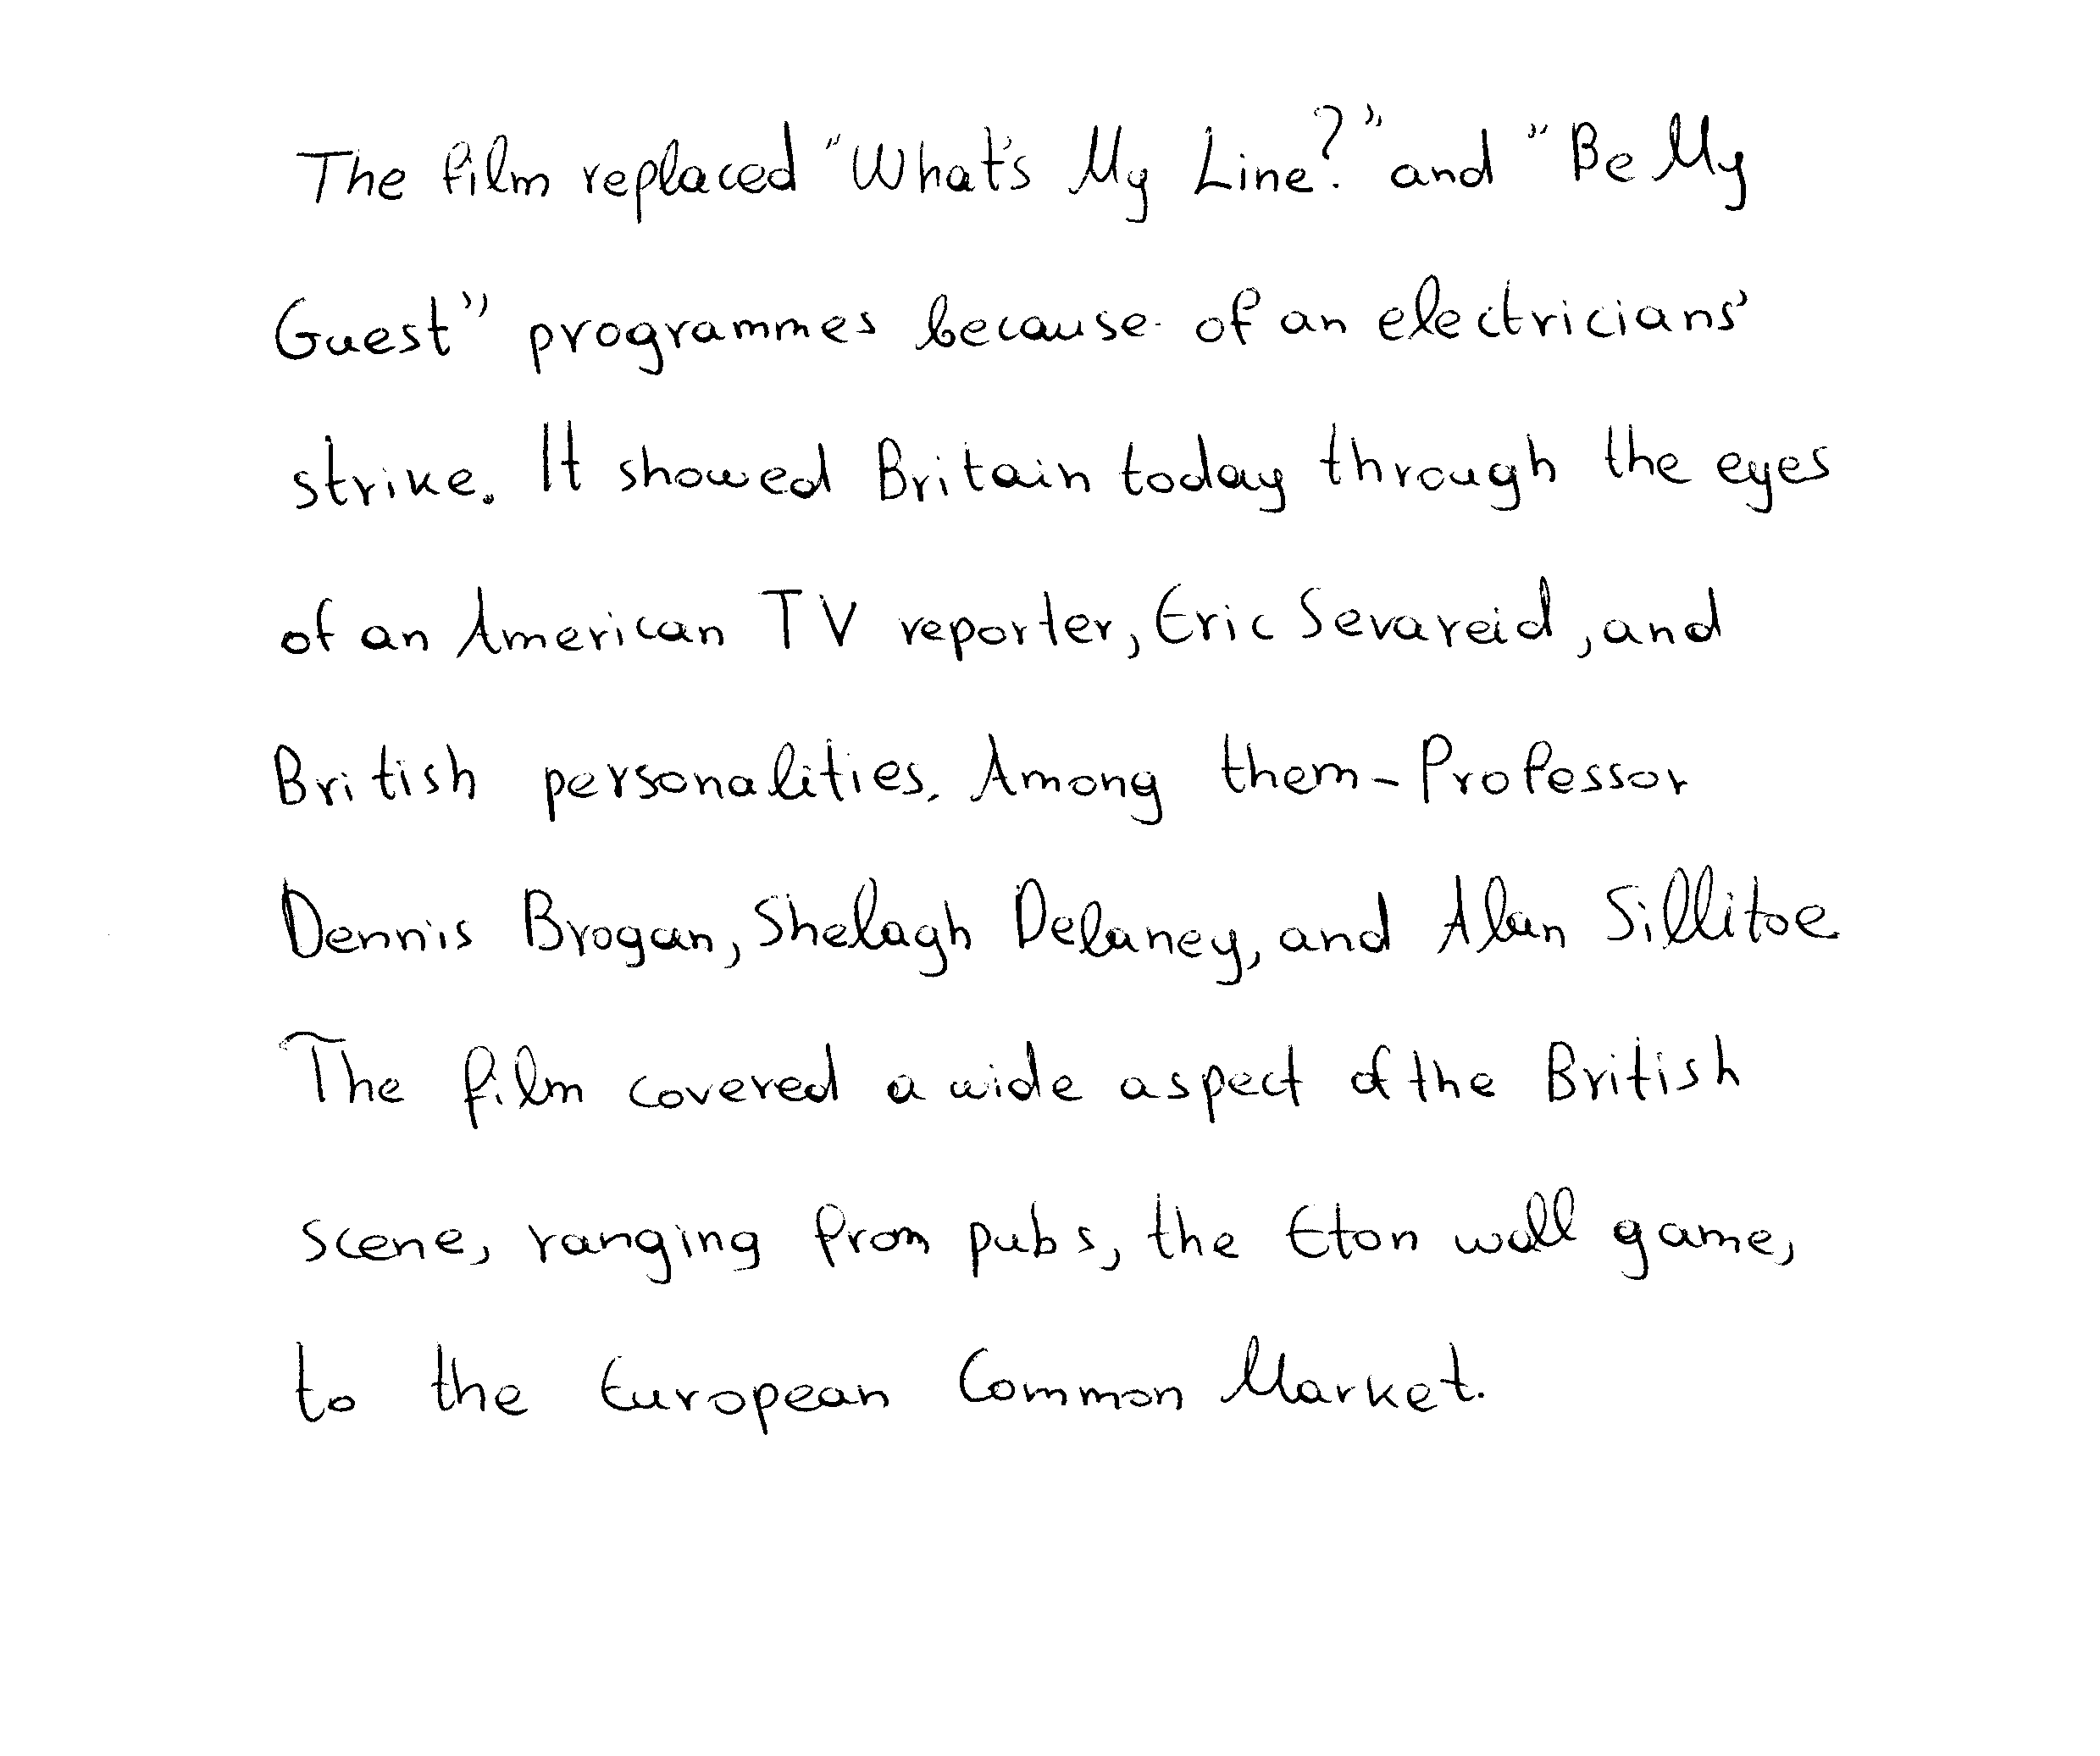 The film replaced "What's My Line?" and "Be My
Guest" programmes because of an electricians'
strike. It showed Britain today through the eyes
of an American TV reporter, Eric Sevareid, and
British personalities. Among them - Professor
Dennis Brogan, Shelagh Delaney, and Alan Sillitoe
The film covered a wide aspect of the British
scene, ranging from pubs, the Eton wall game,
to the European Common Market.